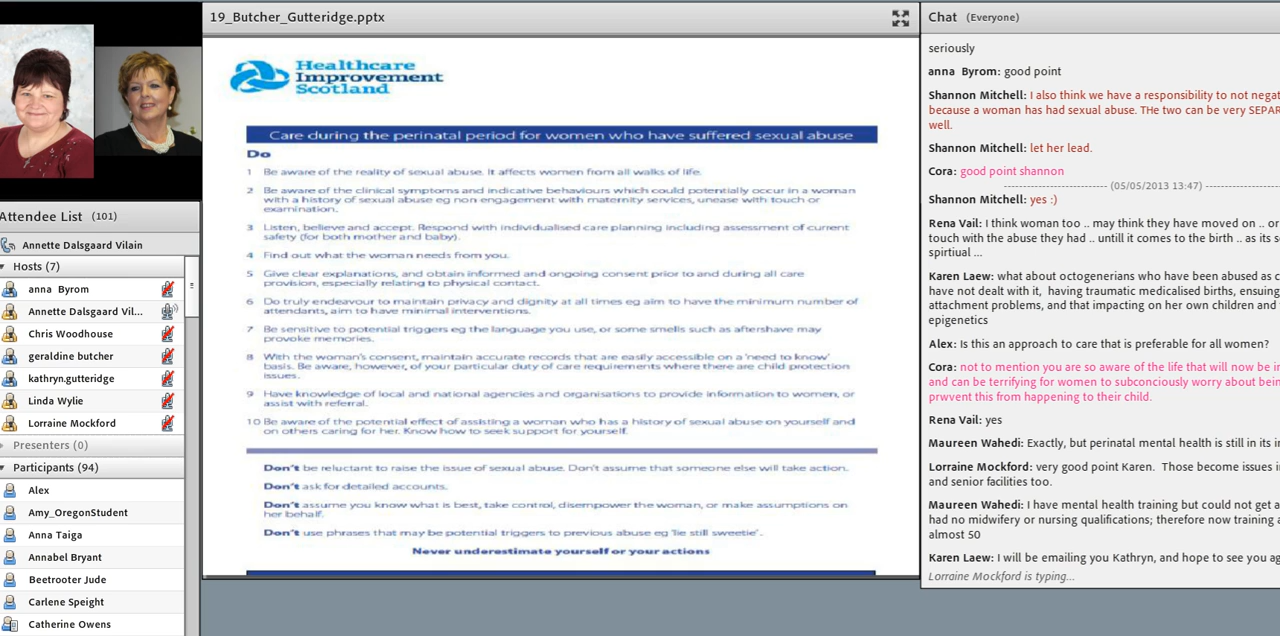 19_Butcher_Gutteridge.pptx
Healthcare
Improvement
Scotland
Care during the perinatal period for women who have suffered sexual abuse
Do
1 Be aware of the reality of sexual abuse. It affects women from all walks of life.
2 Be aware of the clinical symptoms and indicative behaviours which could potentially occur in a woman
with a history of sexual abuse eg non engagement with maternity services, unease with touch or
examination.
3 Listen, believe and accept. Respond with individualised care planning including assessment of current
safety (for both mother and baby).
4 Find out what the woman needs from you.
5 Give clear explanations, and obtain informed and ongoing consent prior to and during all care
provision, especially relating to physical contact.
6 Do truly endeavour to maintain privacy and dignity at all times eg aim to have the minimum number of
attendants, aim to have minimal interventions.
7 Be sensitive to potential triggers eg the language you use, or some smells such as aftershave may
provoke memories.
8 With the woman's consent, maintain accurate records that are easily accessible on a 'need to know'
basis. Be aware, however, of your particular duty of care requirements where there are child protection
issues.
9 Have knowledge of local and national agencies and organisations to provide information to women, or
assist with referral.
10 Be aware of the potential effect of assisting a woman who has a history of sexual abuse on yourself and
on others caring for her. Know how to seek support for yourself.
Don't be reluctant to raise the issue of sexual abuse. Don't assume that someone else will take action.
Don't ask for detailed accounts.
Don't assume you know what is best, take control, disempower the woman, or make assumptions on
her behalf.
Don't use phrases that may be potential triggers to previous abuse eg 'lie still sweetie'.
Never underestimate yourself or your actions
Attendee List (101)
Annette Dalsgaard Vilain
Hosts (7)
anna Byrom
Annette Dalsgaard Vil...
Chris Woodhouse
geraldine butcher
kathryn.gutteridge
Linda Wylie
Lorraine Mockford
Presenters (0)
Participants (94)
Alex
Amy_OregonStudent
Anna Taiga
Annabel Bryant
Beetrooter Jude
Carlene Speight
Catherine Owens
Chat (Everyone)
seriously
anna Byrom: good point
Shannon Mitchell: I also think we have a responsibility to not negat
because a woman has had sexual abuse. THe two can be very SEPAR
well.
Shannon Mitchell: let her lead.
Cora: good point shannon
(05/05/2013 13:47)
Shannon Mitchell: yes :)
Rena Vail: I think woman too .. may think they have moved on .. or
touch with the abuse they had .. untill it comes to the birth .. as its s
spirtiual ...
Karen Laew: what about octogenerians who have been abused as c
have not dealt with it, having traumatic medicalised births, ensuing
attachment problems, and that impacting on her own children and
epigenetics
Alex: Is this an approach to care that is preferable for all women?
Cora: not to mention you are so aware of the life that will now be in
and can be terrifying for women to subconciously worry about bein
prwvent this from happening to their child.
Rena Vail: yes
Maureen Wahedi: Exactly, but perinatal mental health is still in its in
Lorraine Mockford: very good point Karen. Those become issues i
and senior facilities too.
Maureen Wahedi: I have mental health training but could not get a
had no midwifery or nursing qualifications; therefore now training a
almost 50
Karen Laew: I will be emailing you Kathryn, and hope to see you ag
Lorraine Mockford is typing...